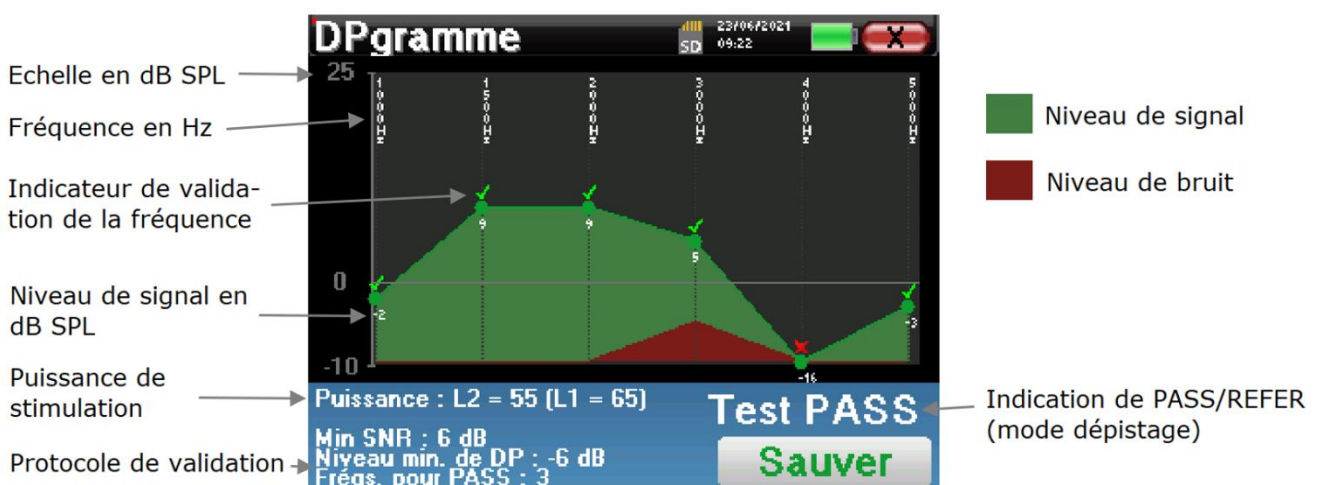 DPgramme
SD
23/06/2021
09:22
X
Echelle en dB SPL
25
1000Hz
1500Hz
2000Hz
3000Hz
4000Hz
5000Hz
Fréquence en Hz
Niveau de signal
Niveau de bruit
Indicateur de valida-
tion de la fréquence
9
9
5
0
-2
-3
Niveau de signal en
dB SPL
-10
-16
Puissance de
stimulation
Puissance : L2 = 55 (L1 = 65)
Test PASS
Indication de PASS/REFER
(mode dépistage)
Min SNR : 6 dB
Protocole de validation
Niveau min. de DP : -6 dB
Fréqs. pour PASS : 3
Sauver